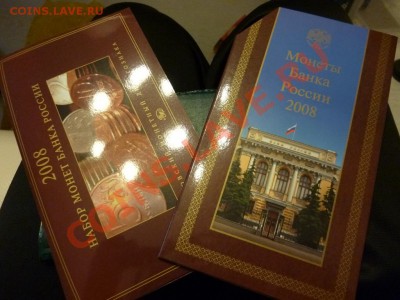 COINS.LAVE.RU
2008
НАБОР МОНЕТ БАНКА РОССИИ
Монеты
Банка
России
2008